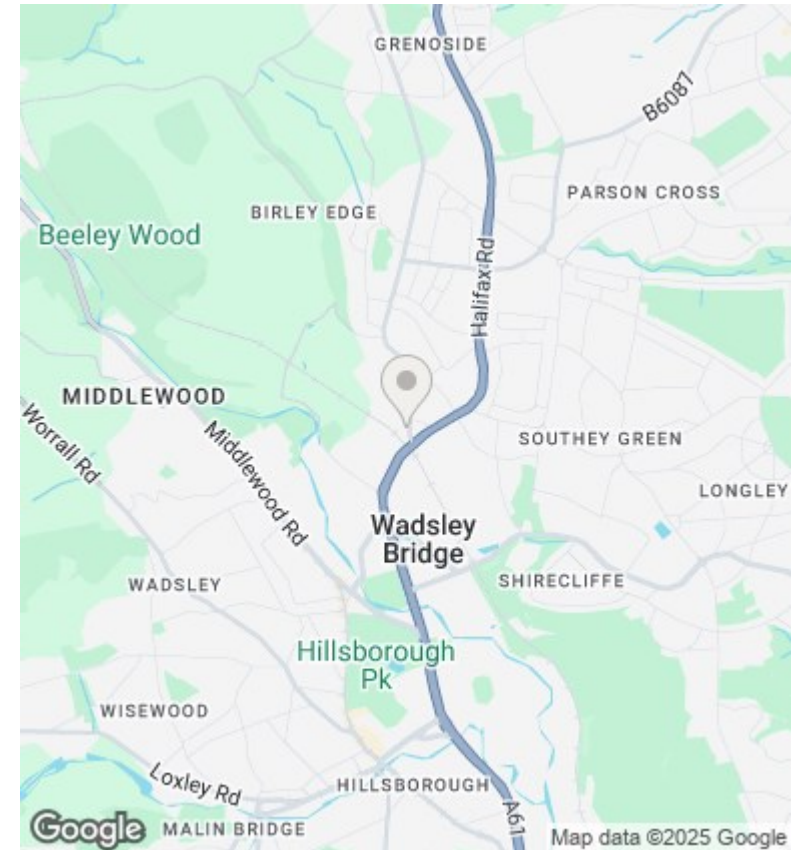 GRENOSIDE
B6087
PARSON CROSS
BIRLEY EDGE
Beeley Wood
Halifax Rd
MIDDLEWOOD
Worrall Rd
Middlewood Rd
SOUTHEY GREEN
LONGLEY
Wadsley
Bridge
WADSLEY
SHIRECLIFFE
Hillsborough
Pk
WISEWOOD
Loxley Rd
HILLSBOROUGH
A61
Google
MALIN BRIDGE
Map data ©2025 Google